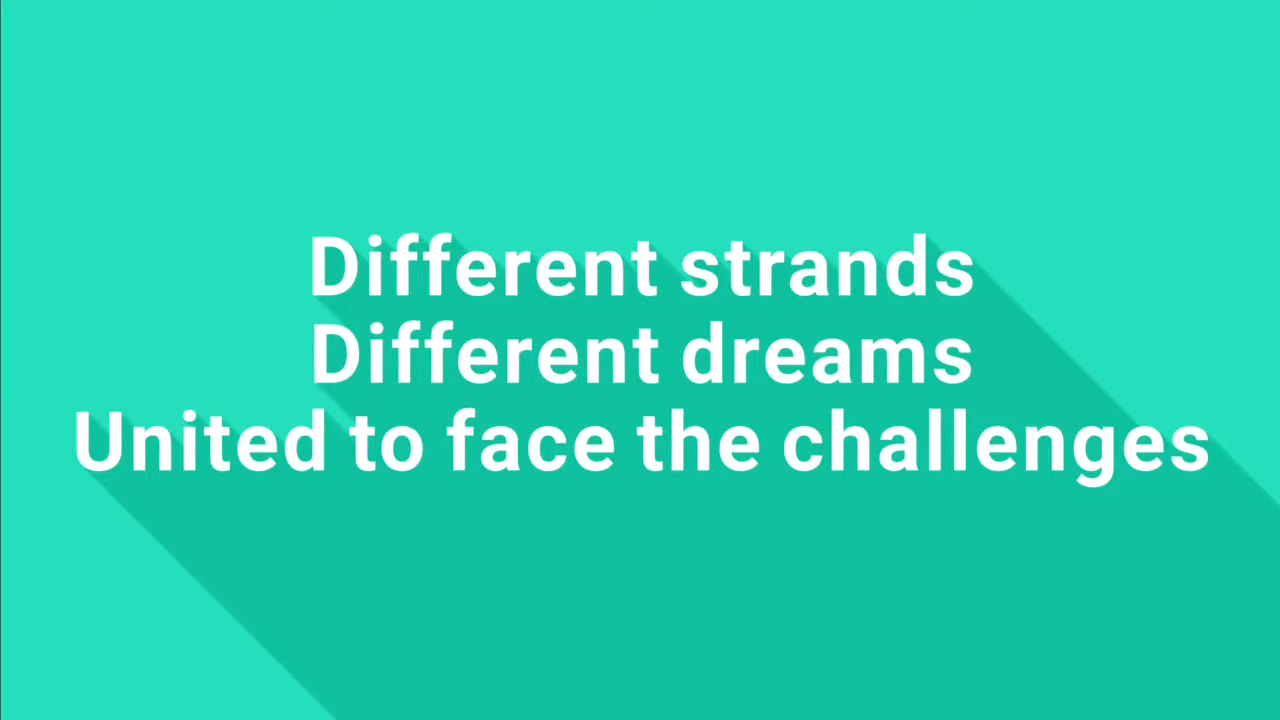 Different strands
Different dreams
United to face the challenges